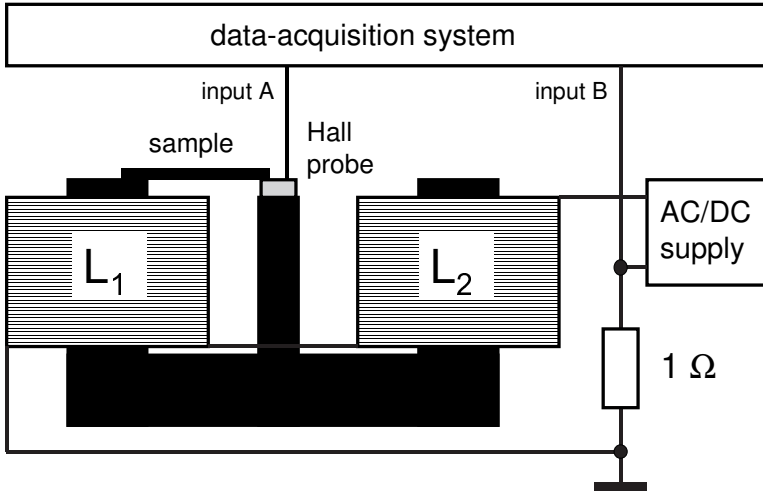 data-acquisition system
input A
input B
sample
Hall
probe
AC/DC
supply
L1
L2
1 Ω